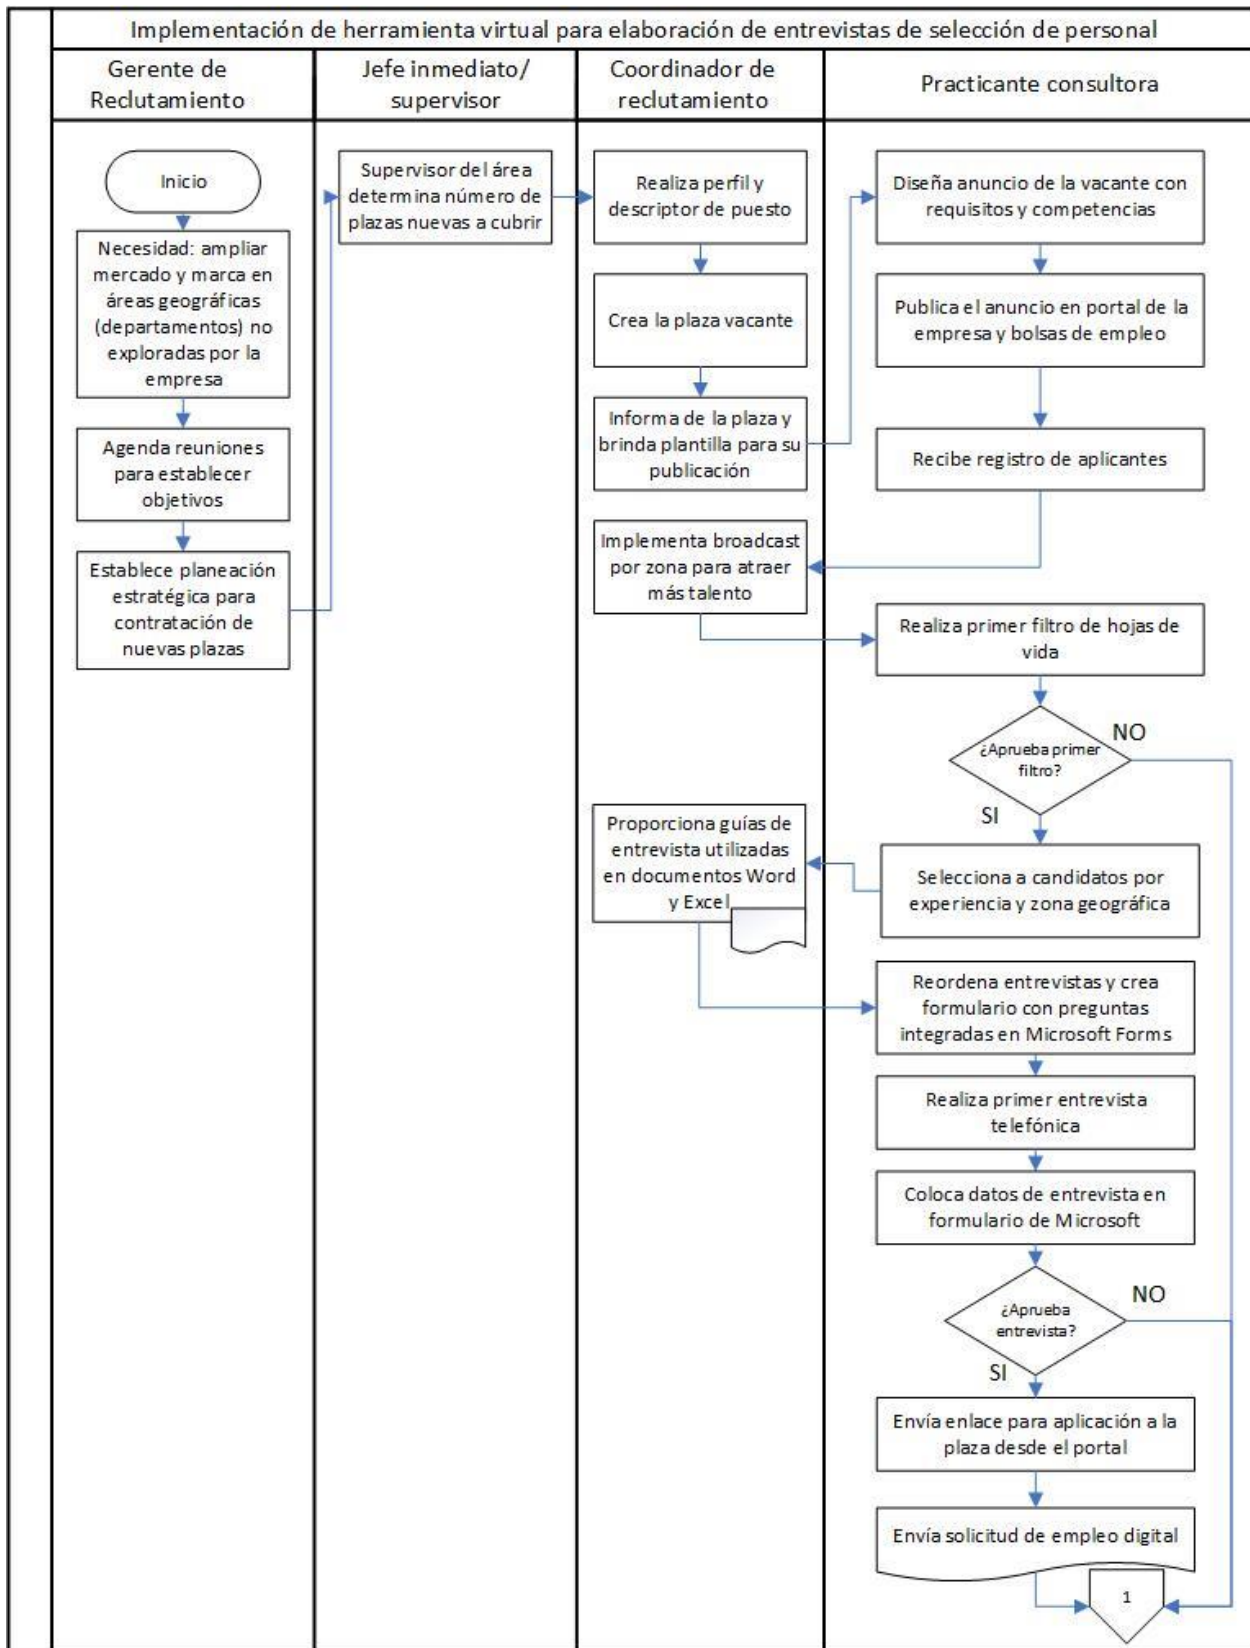 Implementación de herramienta virtual para elaboración de entrevistas de selección de personal
Gerente de
Reclutamiento
Jefe inmediato/
supervisor
Coordinador de
reclutamiento
Practicante consultora
Inicio
Necesidad: ampliar
mercado y marca en
áreas geográficas
(departamentos) no
exploradas por la
empresa
Agenda reuniones
para establecer
objetivos
Establece planeación
estratégica para
contratación de
nuevas plazas
Supervisor del área
determina número de
plazas nuevas a cubrir
Realiza perfil y
descriptor de puesto
Crea la plaza vacante
Informa de la plaza y
brinda plantilla para su
publicación
Diseña anuncio de la vacante con
requisitos y competencias
Publica el anuncio en portal de la
empresa y bolsas de empleo
Recibe registro de aplicantes
Implementa broadcast
por zona para atraer
más talento
Realiza primer filtro de hojas de
vida
¿Aprueba primer
filtro?
NO
SI
Selecciona a candidatos por
experiencia y zona geográfica
Proporciona guías de
entrevista utilizadas
en documentos Word
y Excel
Reordena entrevistas y crea
formulario con preguntas
integradas en Microsoft Forms
Realiza primer entrevista
telefónica
Coloca datos de entrevista en
formulario de Microsoft
¿Aprueba
entrevista?
NO
SI
Envía enlace para aplicación a la
plaza desde el portal
Envía solicitud de empleo digital
1